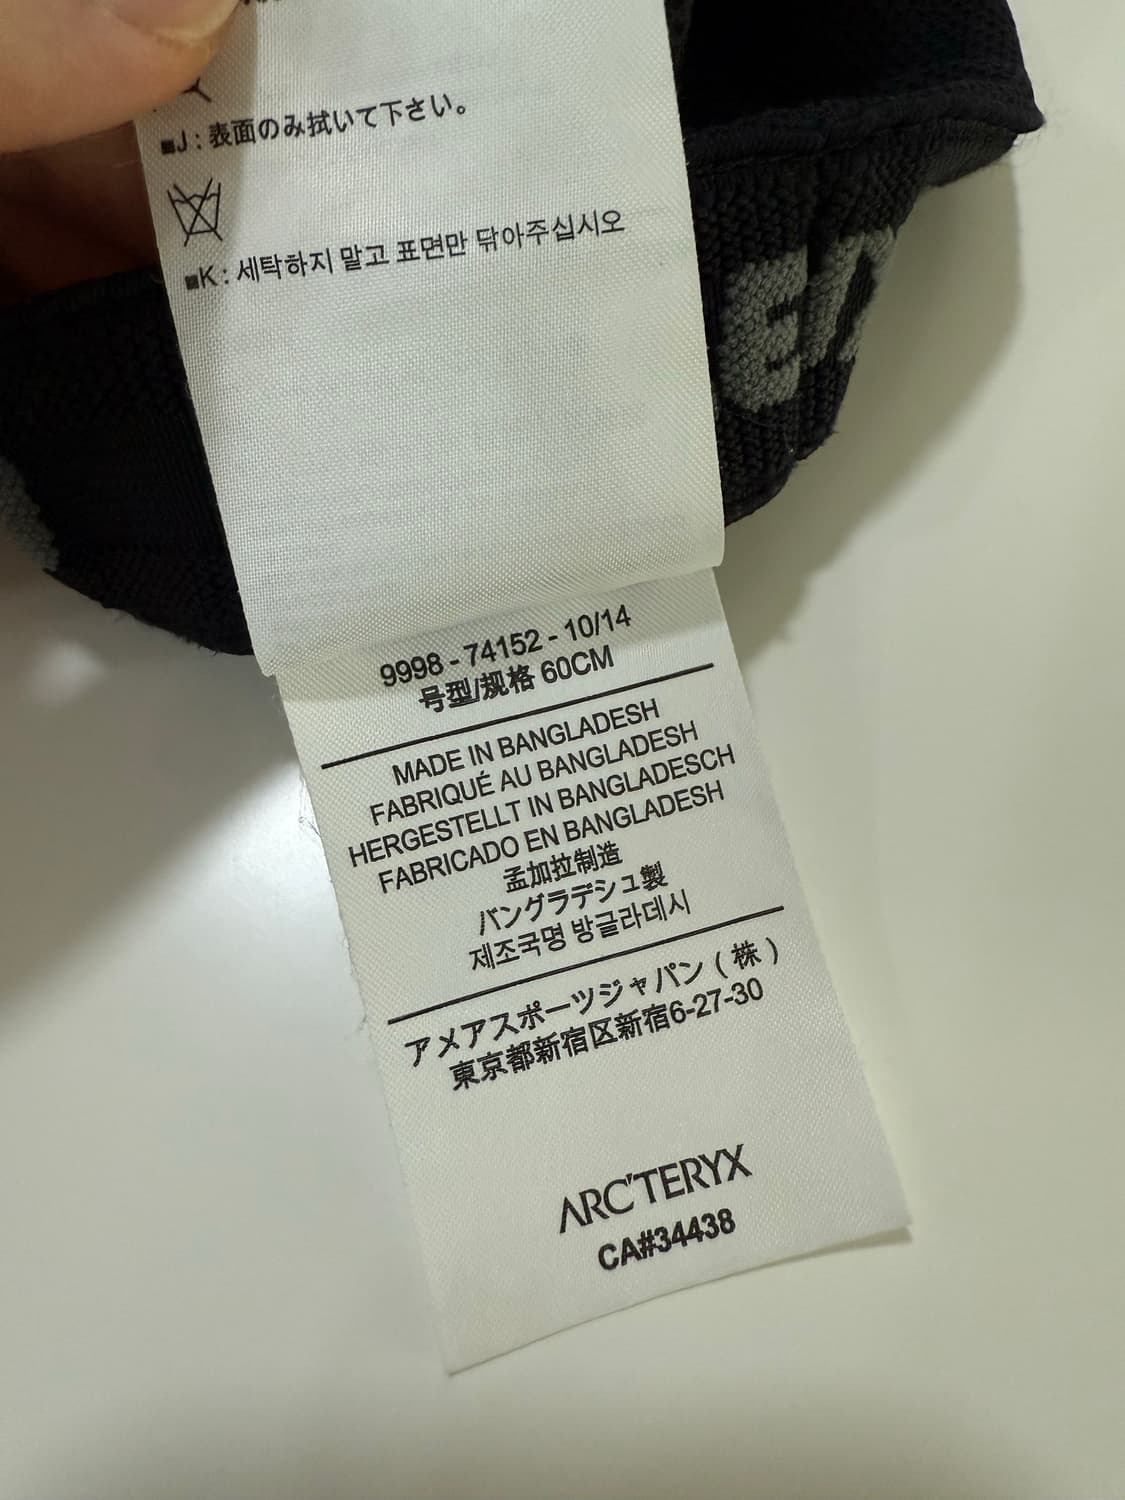 ■J : 表面のみ拭いて下さい。
■K : 세탁하지 말고 표면만 닦아주십시오
9998 - 74152 - 10/14
号型/规格 60CM
MADE IN BANGLADESH
FABRIQUÉ AU BANGLADESH
HERGESTELLT IN BANGLADESCH
FABRICADO EN BANGLADESH
孟加拉制造
バングラデシュ製
제조국명 방글라데시
アメアスポーツジャパン ( 株 )
東京都新宿区新宿6-27-30
ARC'TERYX
CA#34438